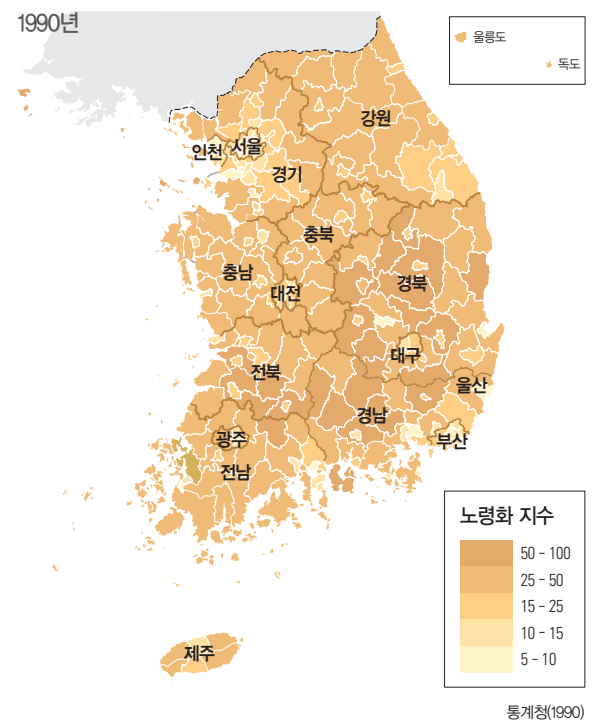 1990년
울릉도
독도
강원
인천
서울
경기
충북
충남
경북
대전
대구
전북
울산
경남
광주
부산
전남
노령화 지수
50 - 100
25 - 50
15 - 25
10 - 15
5 - 10
제주
통계청(1990)